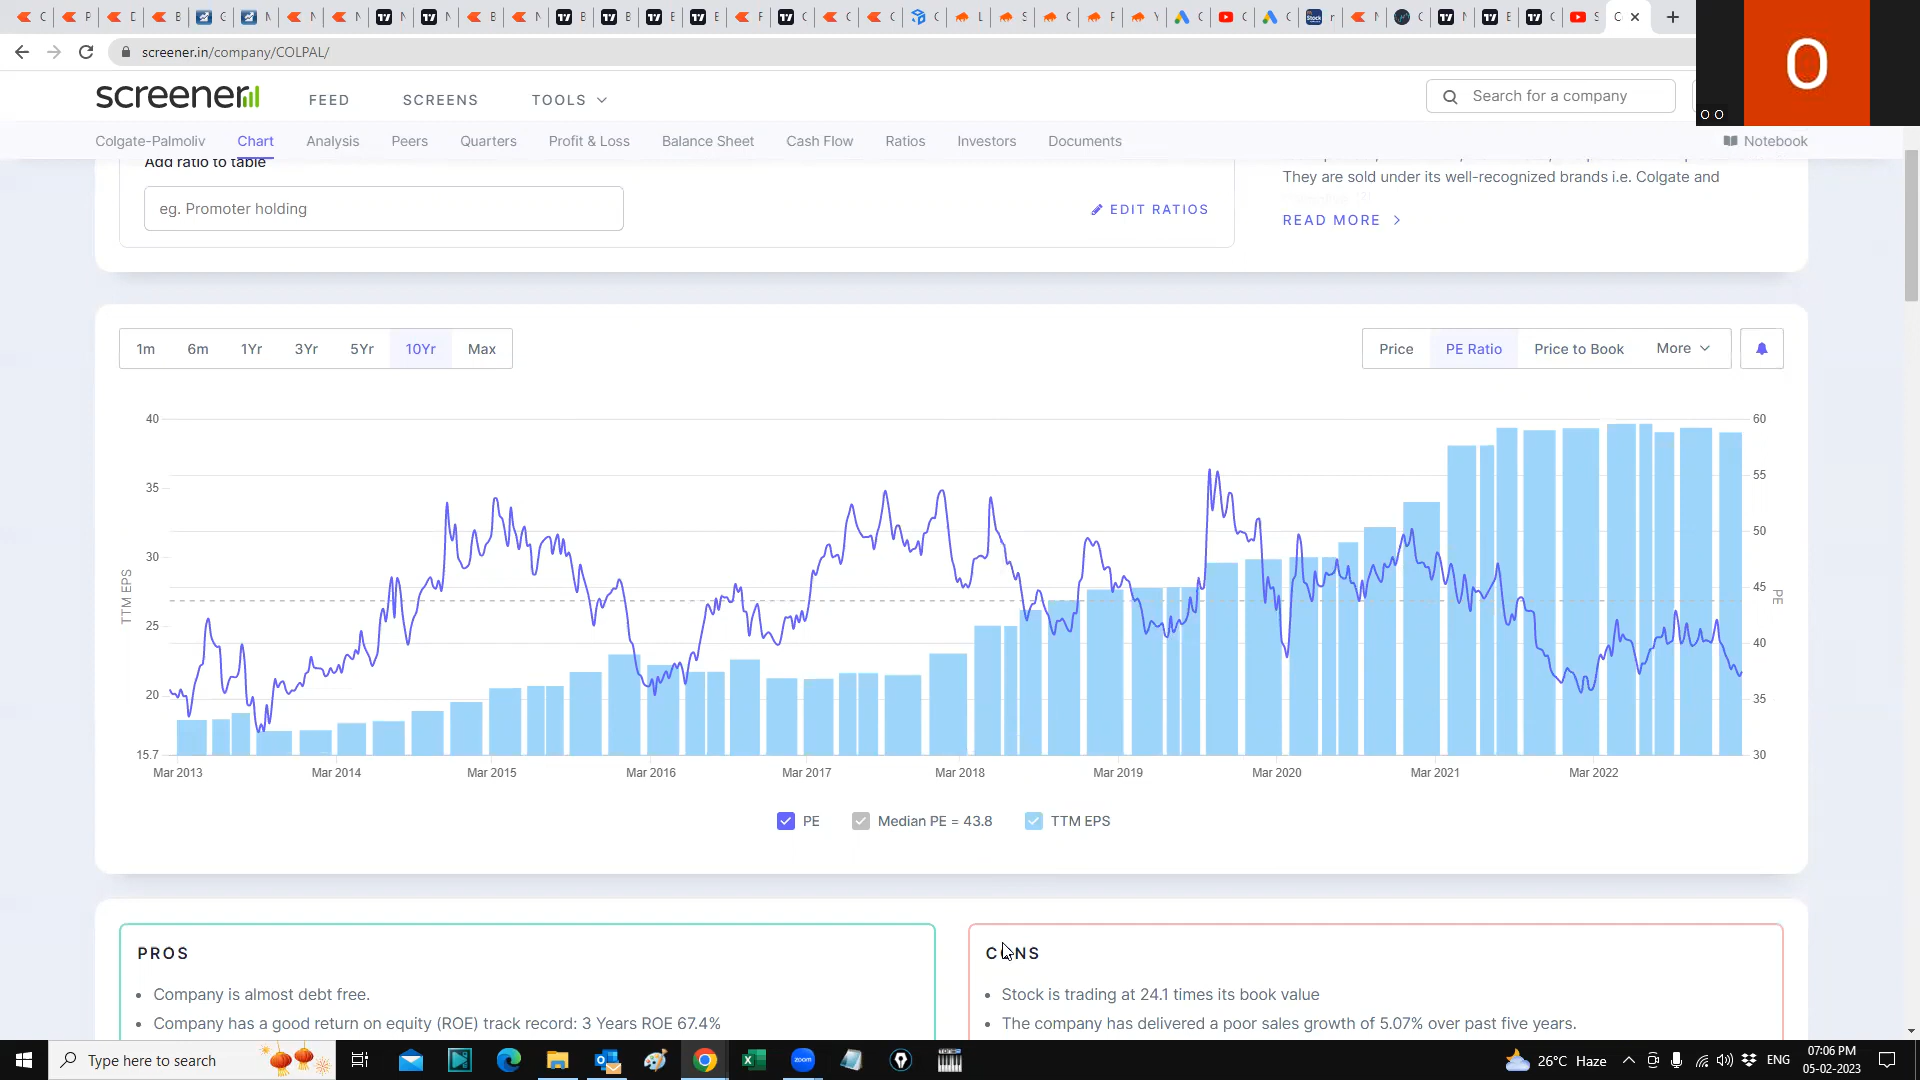 screener.in/company/COLPAL/
O
O O
screener
FEED
SCREENS
TOOLS
Search for a company
Colgate-Palmoliv
Chart
Analysis
Peers
Quarters
Profit & Loss
Balance Sheet
Cash Flow
Ratios
Investors
Documents
Notebook
Add ratio to table
eg. Promoter holding
EDIT RATIOS
They are sold under its well-recognized brands i.e. Colgate and
READ MORE
1m
6m
1Yr
3Yr
5Yr
10Yr
Max
Price
PE Ratio
Price to Book
More
40
35
30
25
20
15.7
TTM EPS
60
55
50
45
40
35
30
PE
Mar 2013
Mar 2014
Mar 2015
Mar 2016
Mar 2017
Mar 2018
Mar 2019
Mar 2020
Mar 2021
Mar 2022
PE
Median PE = 43.8
TTM EPS
PROS
Company is almost debt free.
Company has a good return on equity (ROE) track record: 3 Years ROE 67.4%
CONS
Stock is trading at 24.1 times its book value
The company has delivered a poor sales growth of 5.07% over past five years.
Type here to search
zoom
26°C Haze
ENG
07:06 PM
05-02-2023